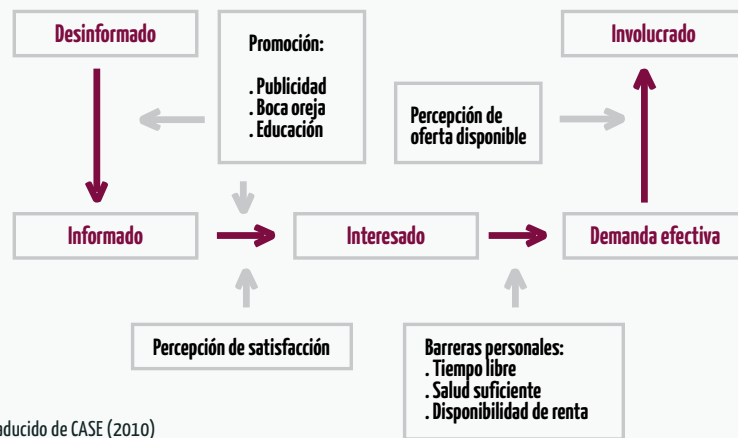 Desinformado
Promoción:
. Publicidad
. Boca oreja
. Educación
Involucrado
Percepción de
oferta disponible
Informado
Interesado
Demanda efectiva
Percepción de satisfacción
Barreras personales:
. Tiempo libre
. Salud suficiente
. Disponibilidad de renta
de CASE (2010)